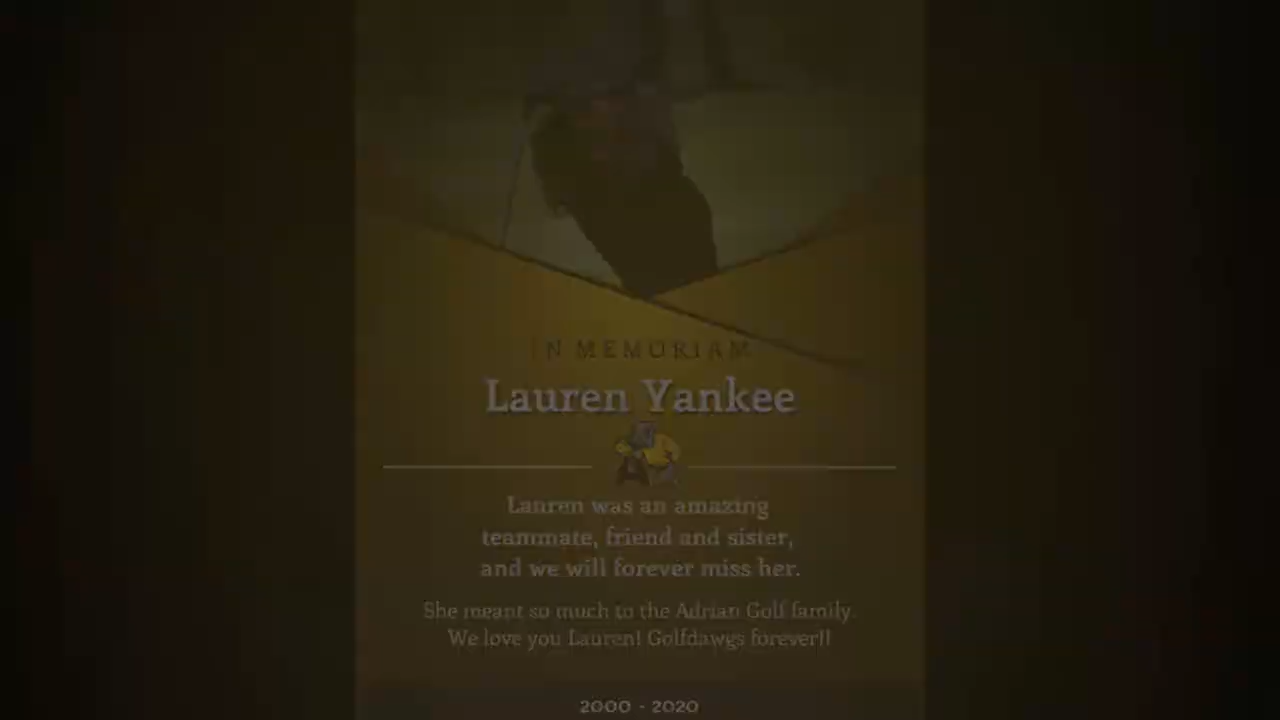 IN MEMORIAM
Lauren Yankee
Lauren was an amazing
teammate, friend and sister,
and we will forever miss her.
She meant so much to the Adrian Golf family.
We love you Lauren! Golfdawgs forever!!
2000 - 2020